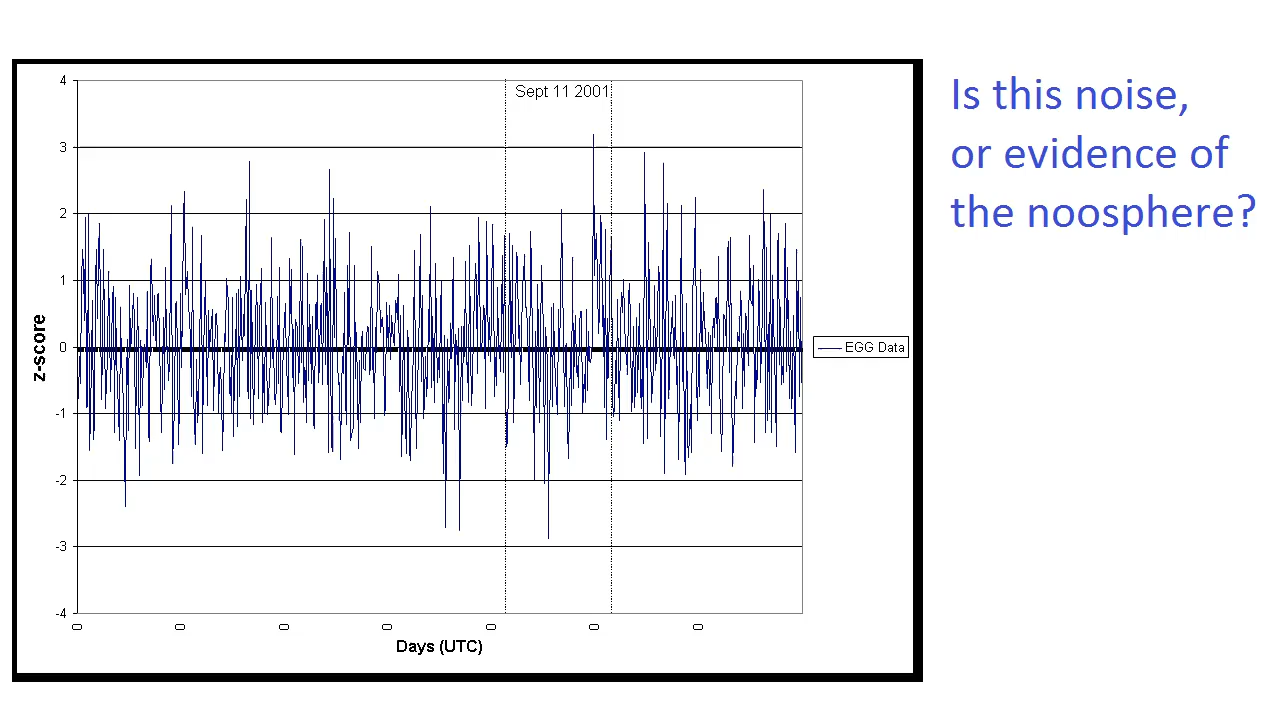 4
Sept 11 2001
3
2
1
0
-1
-2
-3
-4
z-score
EGG Data
0 0 0 0 0 0 0
Days (UTC)
Is this noise,
or evidence of
the noosphere?